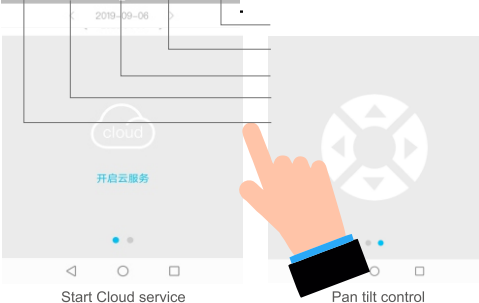 2019-09-06
cloud
开启云服务
Start Cloud service
Pan tilt control